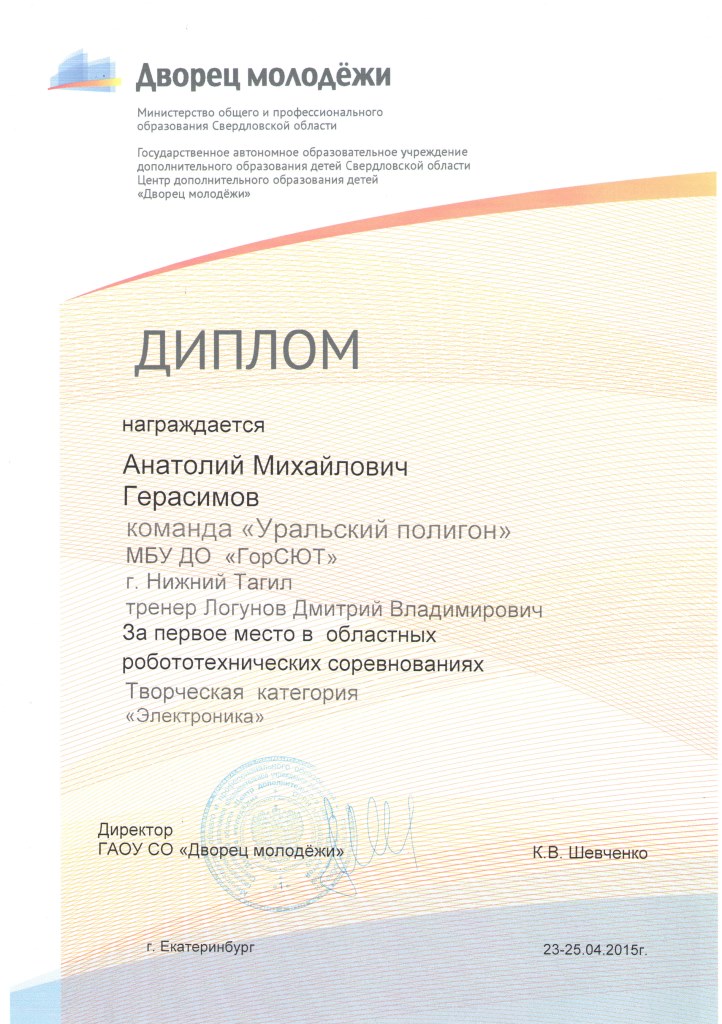 Дворец молодёжи
Министерство общего и профессионального
образования Свердловской области
Государственное автономное образовательное учреждение
дополнительного образования детей Свердловской области
Центр дополнительного образования детей
«Дворец молодёжи»
ДИПЛОМ
награждается
Анатолий Михайлович
Герасимов
команда «Уральский полигон»
МБУ ДО «ГорСЮТ»
г. Нижний Тагил
тренер Логунов Дмитрий Владимирович
За первое место в областных
робототехнических соревнованиях
Творческая категория
«Электроника»
Директор
ГАОУ СО «Дворец молодёжи»
К.В. Шевченко
г. Екатеринбург
23-25.04.2015г.